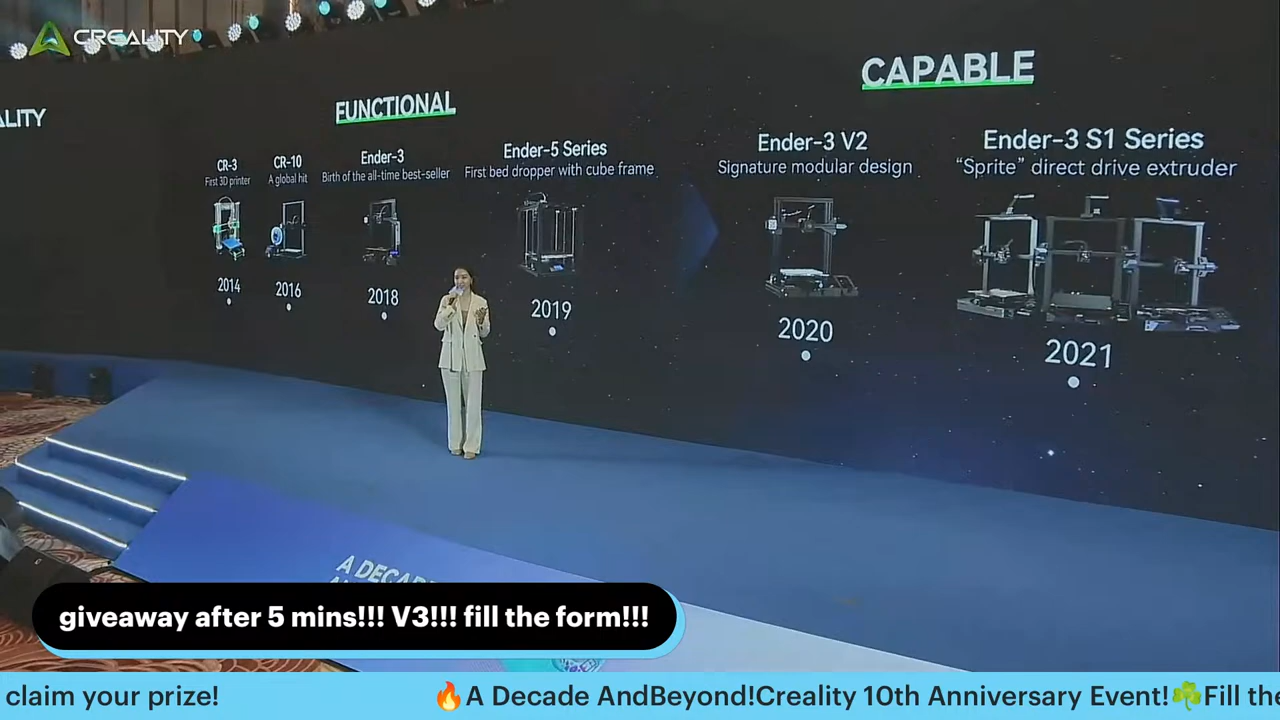 CREALITY
ALITY
FUNCTIONAL
CAPABLE
CR-3
First 3D printer
2014
CR-10
A global hit
2016
Ender-3
Birth of the all-time best-seller
2018
Ender-5 Series
First bed dropper with cube frame
2019
Ender-3 V2
Signature modular design
2020
Ender-3 S1 Series
“Sprite” direct drive extruder
2021
A DECADE
giveaway after 5 mins!!! V3!!! fill the form!!!
claim your prize! 🔥A Decade AndBeyond!Creality 10th Anniversary Event!☘️Fill the